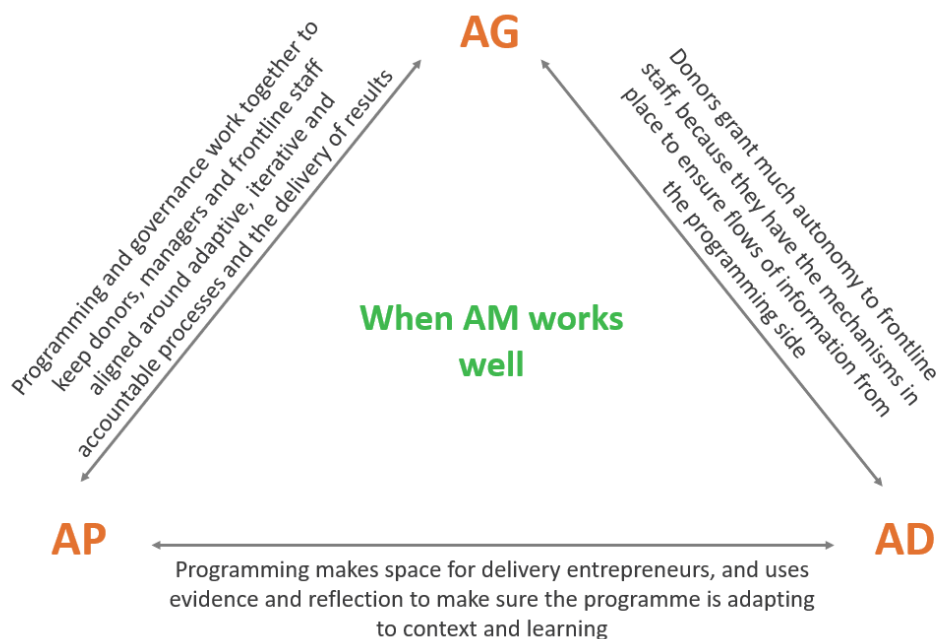 AG
Programming and governance work together to
keep donors, managers and frontline staff
aligned around adaptive, iterative and
accountable processes and the delivery of results
Donors grant much autonomy to frontline
staff, because they have the mechanisms in
place to ensure flows of information from
the programming side
When AM works
well
AP
AD
Programming makes space for delivery entrepreneurs, and uses
evidence and reflection to make sure the programme is adapting
to context and learning